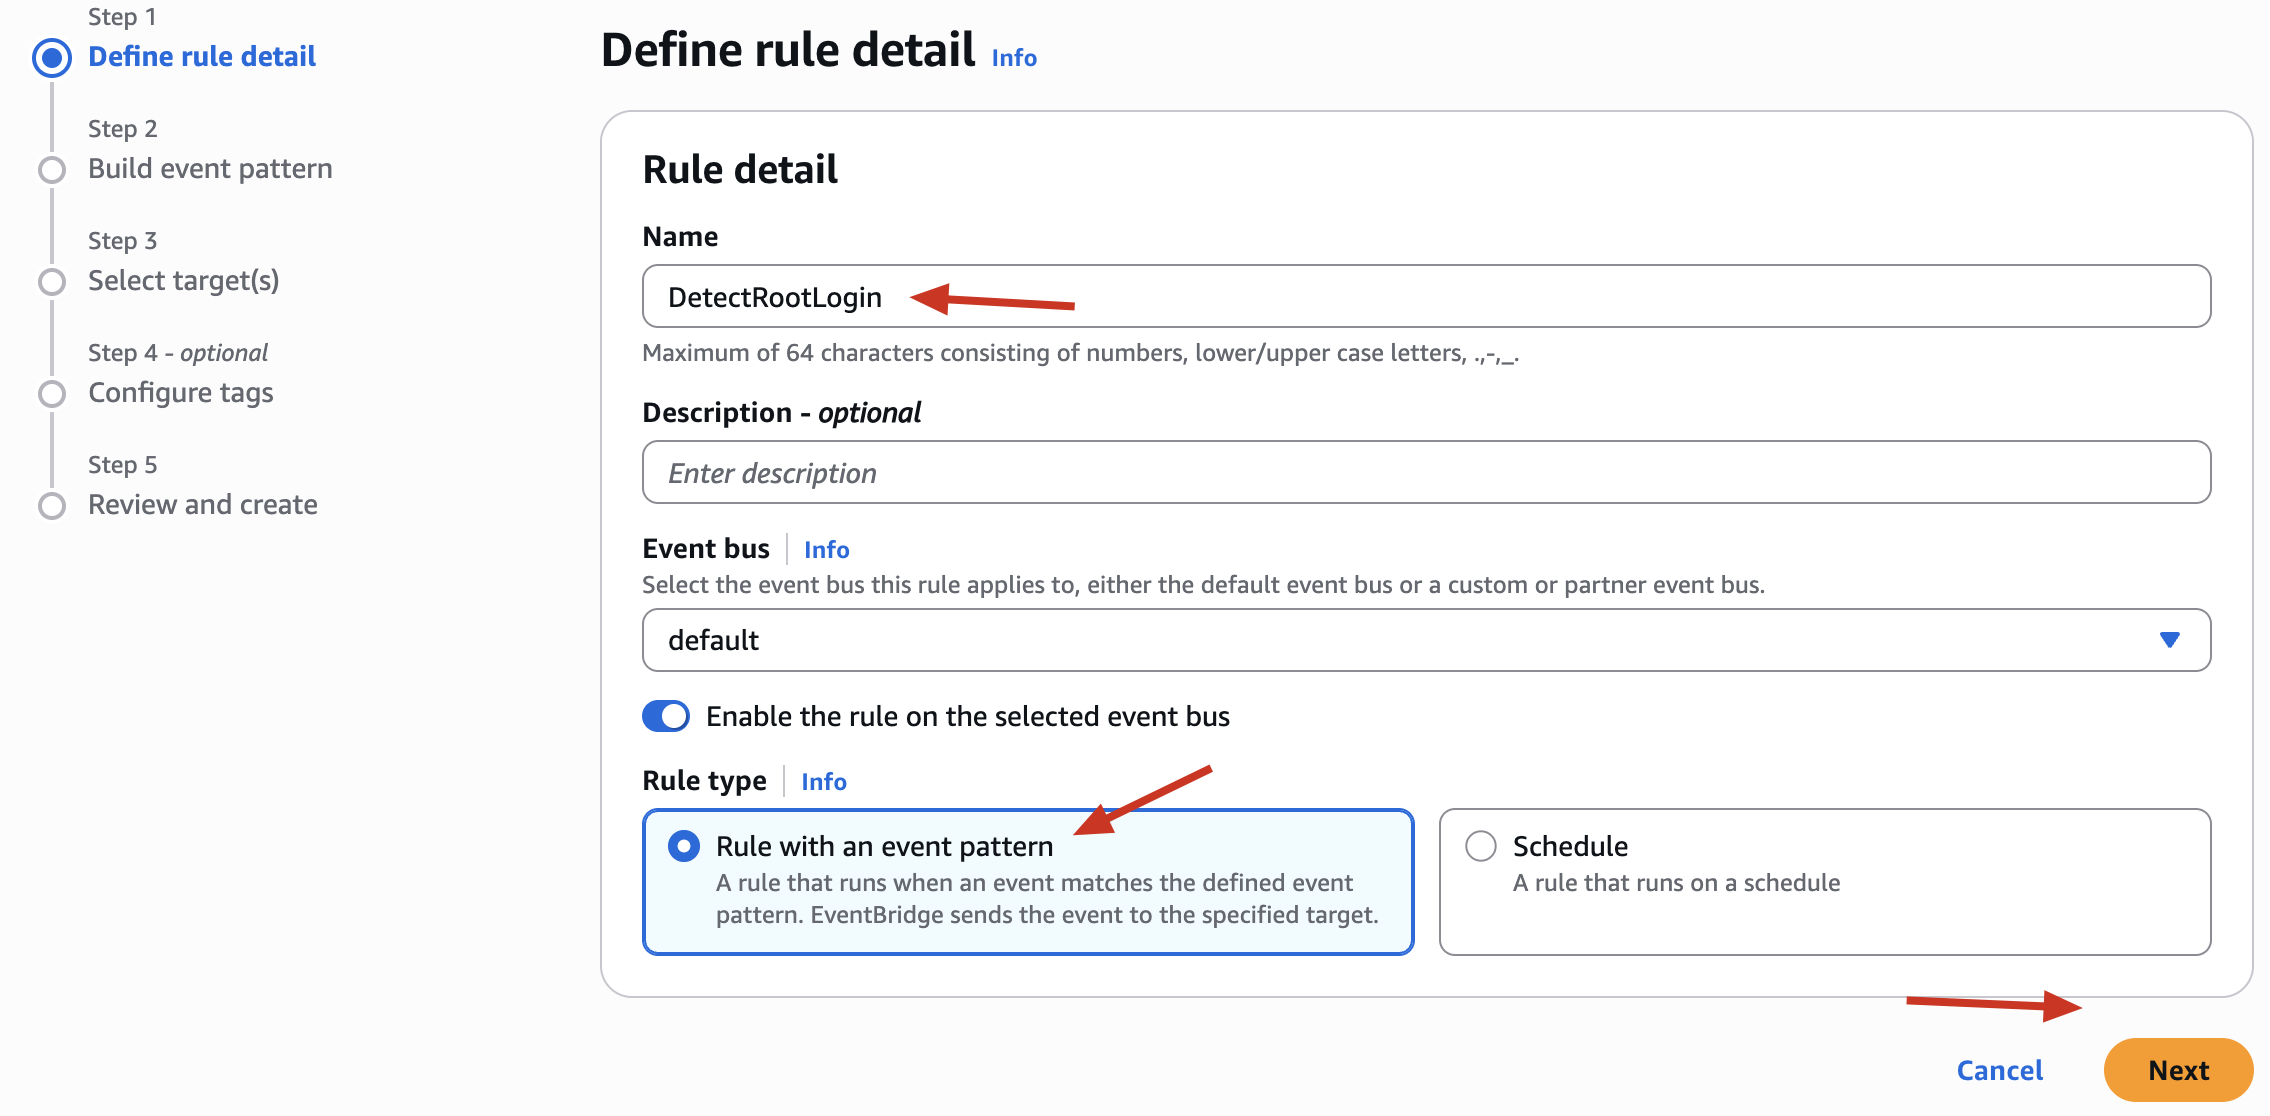 Step 1
Define rule detail
Step 2
Build event pattern
Step 3
Select target(s)
Step 4 - optional
Configure tags
Step 5
Review and create
Define rule detail Info
Rule detail
Name
DetectRootLogin
Maximum of 64 characters consisting of numbers, lower/upper case letters, .,-,_.
Description - optional
Enter description
Event bus Info
Select the event bus this rule applies to, either the default event bus or a custom or partner event bus.
default
Enable the rule on the selected event bus
Rule type Info
Rule with an event pattern
A rule that runs when an event matches the defined event
pattern. EventBridge sends the event to the specified target.
Schedule
A rule that runs on a schedule
Cancel Next